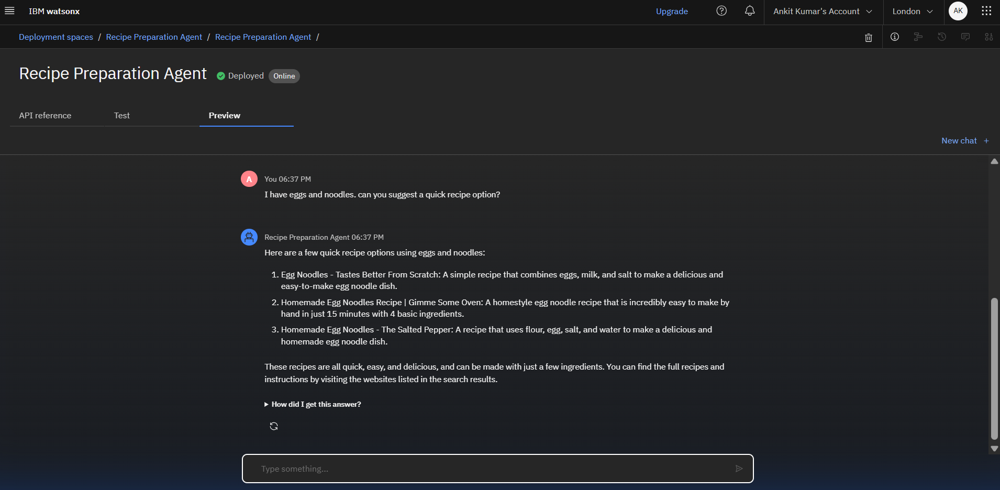 IBM watsonx
Upgrade
Ankit Kumar's Account
London
AK
Deployment spaces / Recipe Preparation Agent / Recipe Preparation Agent /
Recipe Preparation Agent
Deployed
Online
API reference
Test
Preview
New chat +
A
You 06:37 PM
I have eggs and noodles. can you suggest a quick recipe option?
Recipe Preparation Agent 06:37 PM
Here are a few quick recipe options using eggs and noodles:
1. Egg Noodles - Tastes Better From Scratch: A simple recipe that combines eggs, milk, and salt to make a delicious and
easy-to-make egg noodle dish.
2. Homemade Egg Noodles Recipe | Gimme Some Oven: A homestyle egg noodle recipe that is incredibly easy to make by
hand in just 15 minutes with 4 basic ingredients.
3. Homemade Egg Noodles - The Salted Pepper: A recipe that uses flour, egg, salt, and water to make a delicious and
homemade egg noodle dish.
These recipes are all quick, easy, and delicious, and can be made with just a few ingredients. You can find the full recipes and
instructions by visiting the websites listed in the search results.
How did I get this answer?
Type something...